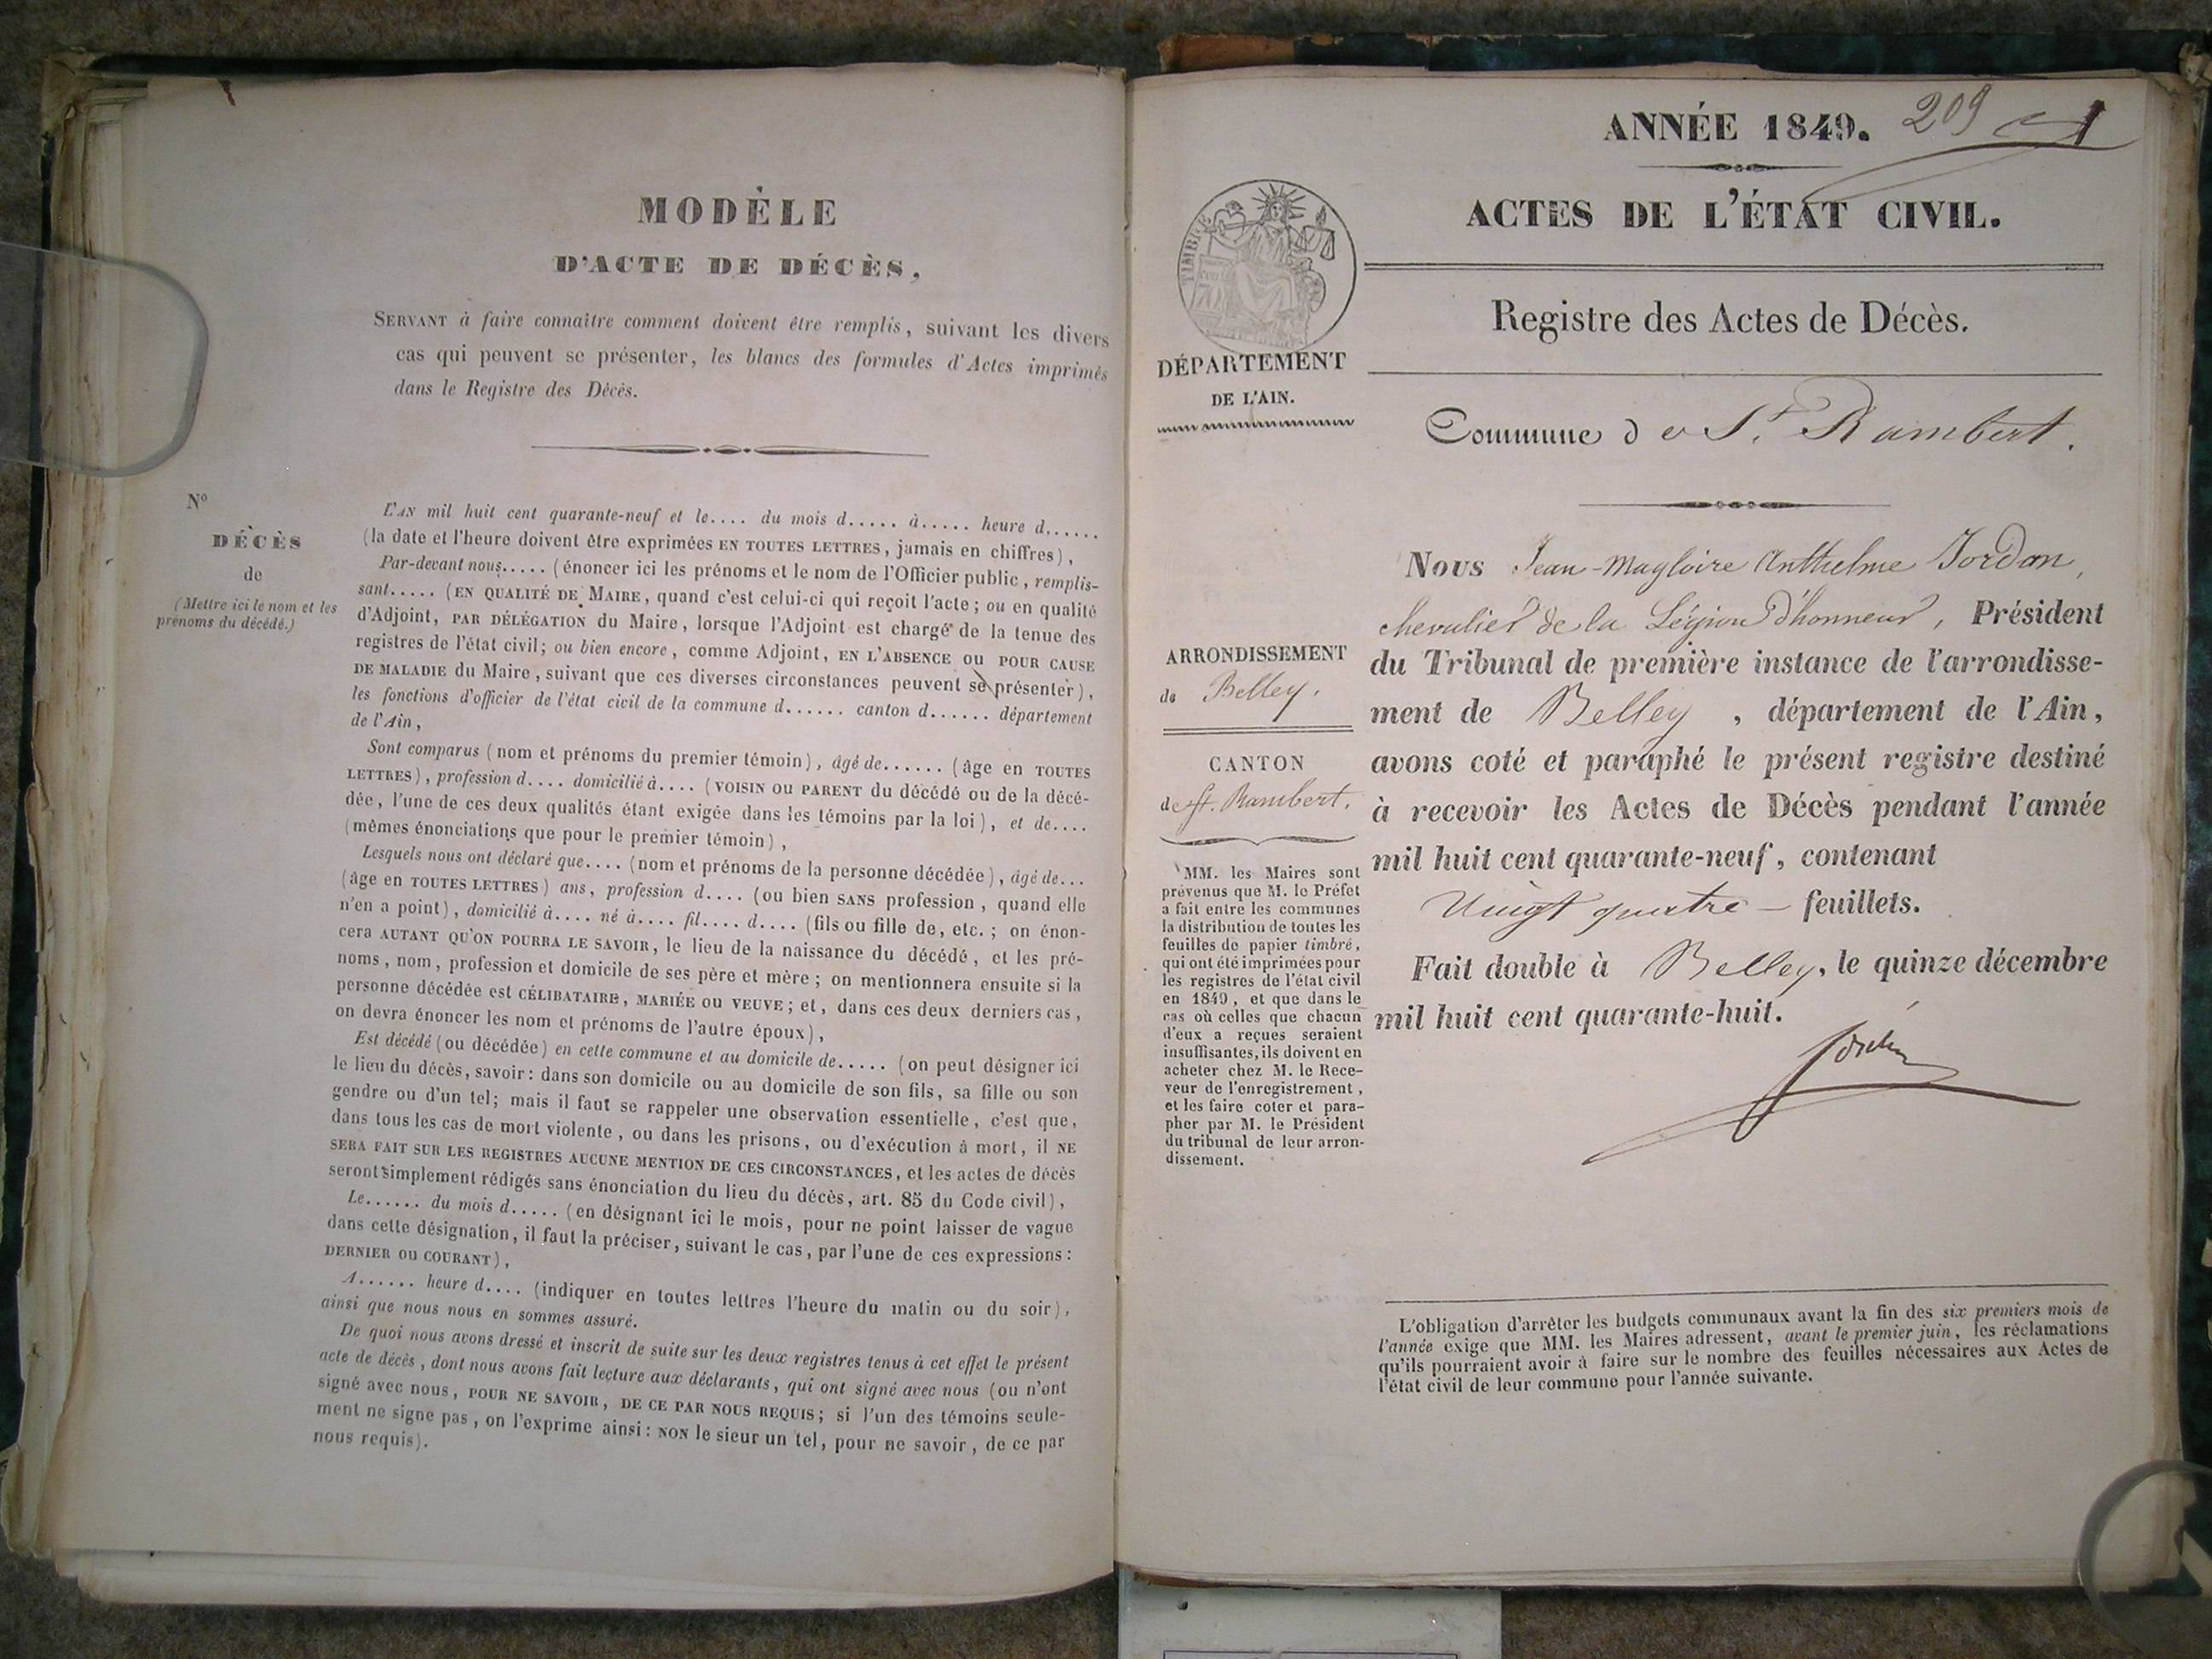 MODÈLE
D'ACTE DE DÉCÈS,
SERVANT à faire connaître comment doivent être remplis, suivant les divers
cas qui peuvent se présenter, les blancs des formules d'Actes imprimés
dans le Registre des Décès.
N°
DÉCÈS
de
(Mettre ici le nom et les
prénoms du décédé.)
L'AN mil huit cent quarante-neuf et le.... du mois d..... à..... heure d......
(la date et l'heure doivent être exprimées EN TOUTES LETTRES, jamais en chiffres),
Par-devant nous..... (énoncer ici les prénoms et le nom de l'Officier public, remplis-
sant..... (EN QUALITÉ DE MAIRE, quand c'est celui-ci qui reçoit l'acte; ou en qualité
d'Adjoint, PAR DÉLÉGATION du Maire, lorsque l'Adjoint est chargé de la tenue des
registres de l'état civil; ou bien encore, comme Adjoint, EN L'ABSENCE OU POUR CAUSE
DE MALADIE du Maire, suivant que ces diverses circonstances peuvent se présenter),
les fonctions d'officier de l'état civil de la commune d...... canton d...... département
de l'Ain,
Sont comparus (nom et prénoms du premier témoin), âgé de...... (âge en TOUTES
LETTRES), profession d.... domicilié à.... (VOISIN OU PARENT du décédé ou de la décé-
dée, l'une de ces deux qualités étant exigée dans les témoins par la loi), et de....
(mêmes énonciations que pour le premier témoin),
Lesquels nous ont déclaré que.... (nom et prénoms de la personne décédée), âgé de...
(âge en TOUTES LETTRES) ans, profession d.... (ou bien SANS profession, quand elle
n'en a point), domicilié à.... né à.... fil.... d.... (fils ou fille de, etc.; on énon-
cera AUTANT QU'ON POURRA LE SAVOIR, le lieu de la naissance du décédé, et les pré-
noms, nom, profession et domicile de ses père et mère; on mentionnera ensuite si la
personne décédée est CÉLIBATAIRE, MARIÉE OU VEUVE; et, dans ces deux derniers cas,
on devra énoncer les nom et prénoms de l'autre époux),
Est décédé (ou décédée) en cette commune et au domicile de..... (on peut désigner ici
le lieu du décès, savoir: dans son domicile ou au domicile de son fils, sa fille ou son
gendre ou d'un tel; mais il faut se rappeler une observation essentielle, c'est que,
dans tous les cas de mort violente, ou dans les prisons, ou d'exécution à mort, il NE
SERA FAIT SUR LES REGISTRES AUCUNE MENTION DE CES CIRCONSTANCES, et les actes de décès
seront simplement rédigés sans énonciation du lieu du décès, art. 85 du Code civil),
Le...... du mois d..... (en désignant ici le mois, pour ne point laisser de vague
dans cette désignation, il faut la préciser, suivant le cas, par l'une de ces expressions:
DERNIER OU COURANT),
A...... heure d.... (indiquer en toutes lettres l'heure du matin ou du soir),
ainsi que nous nous en sommes assuré.
De quoi nous avons dressé et inscrit de suite sur les deux registres tenus à cet effet le présent
acte de décès, dont nous avons fait lecture aux déclarants, qui ont signé avec nous (ou n'ont
signé avec nous, POUR NE SAVOIR, DE CE PAR NOUS REQUIS; si l'un des témoins seule-
ment ne signe pas, on l'exprime ainsi: NON le sieur un tel, pour ne savoir, de ce par
nous requis).
ANNÉE 1849. 209
ACTES DE L'ÉTAT CIVIL.
TIMBRE
70
Registre des Actes de Décès.
DÉPARTEMENT
DE L'AIN.
Commune de St. Rambert.
Nous Jean-Magloire Anthelme Jordan,
chevalier de la Légion d'honneur, Président
du Tribunal de première instance de l'arrondisse-
ment de Belley, département de l'Ain,
avons coté et paraphé le présent registre destiné
à recevoir les Actes de Décès pendant l'année
mil huit cent quarante-neuf, contenant
Vingt quatre – feuillets.
Fait double à Belley, le quinze décembre
mil huit cent quarante-huit.
Jordan
ARRONDISSEMENT
de Belley.
CANTON
de St. Rambert.
MM. les Maires sont
prévenus que M. le Préfet
a fait entre les communes
la distribution de toutes les
feuilles de papier timbré,
qui ont été imprimées pour
les registres de l'état civil
en 1849, et que dans le
cas où celles que chacun
d'eux a reçues seraient
insuffisantes, ils doivent en
acheter chez M. le Rece-
veur de l'enregistrement,
et les faire coter et para-
pher par M. le Président
du tribunal de leur arron-
dissement.
L'obligation d'arrêter les budgets communaux avant la fin des six premiers mois de
l'année exige que MM. les Maires adressent, avant le premier juin, les réclamations
qu'ils pourraient avoir à faire sur le nombre des feuilles nécessaires aux Actes de
l'état civil de leur commune pour l'année suivante.